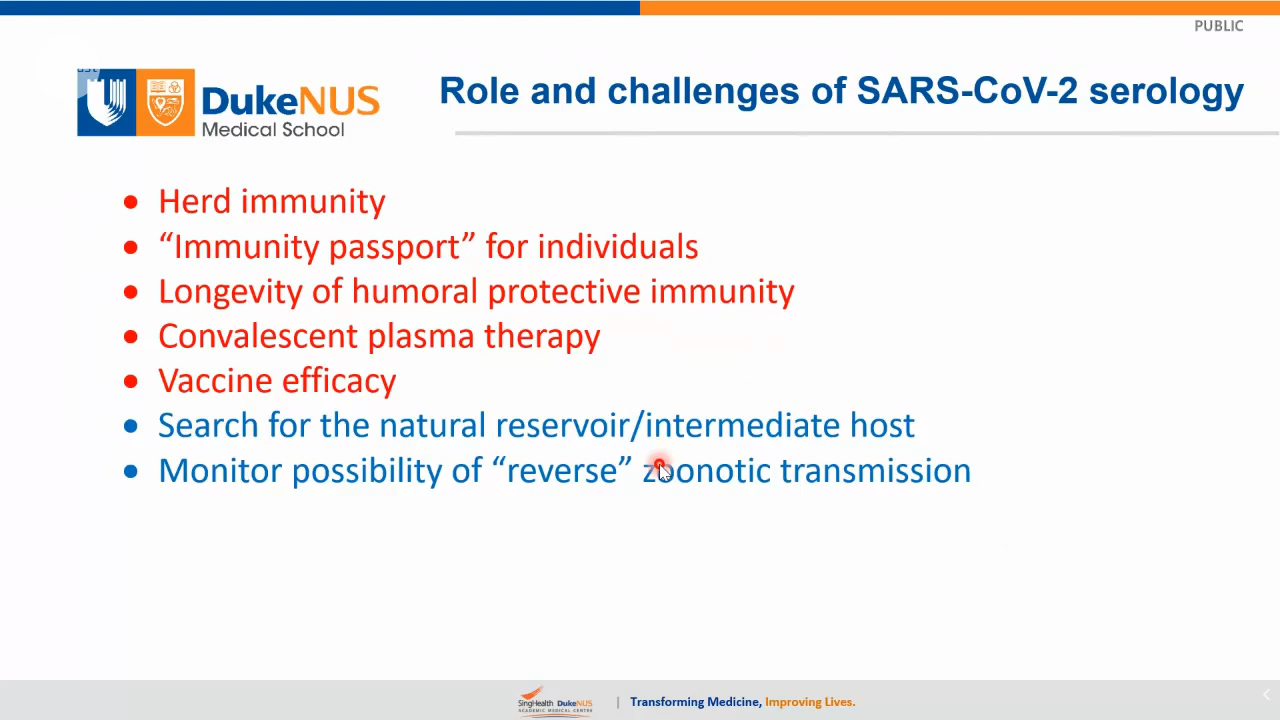 PUBLIC
DukeNUS
Medical School
Role and challenges of SARS-CoV-2 serology
• Herd immunity
• “Immunity passport” for individuals
• Longevity of humoral protective immunity
• Convalescent plasma therapy
• Vaccine efficacy
• Search for the natural reservoir/intermediate host
• Monitor possibility of “reverse” zoonotic transmission
SingHealth DukeNUS
ACADEMIC MEDICAL CENTRE
| Transforming Medicine, Improving Lives.